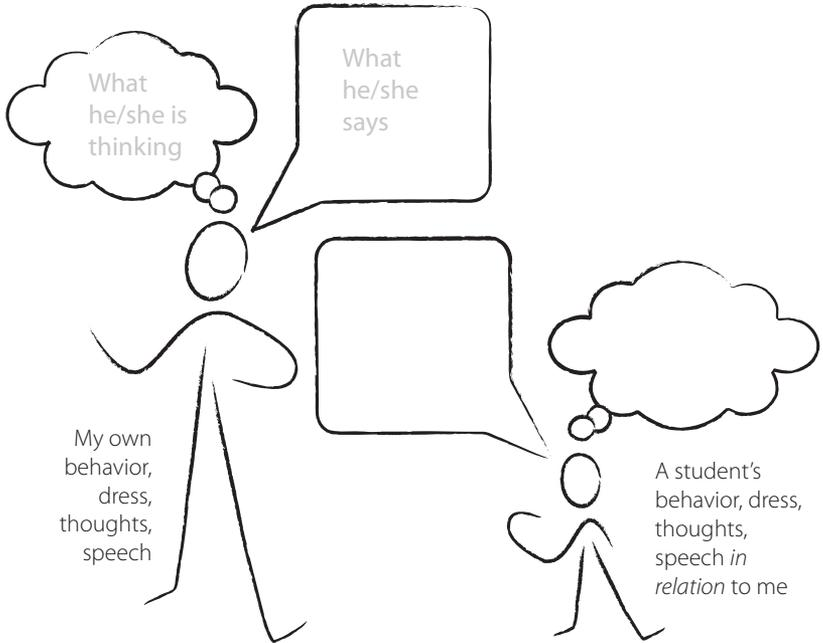 What
he/she is
thinking
What
he/she
says
My own
behavior,
dress,
thoughts,
speech
A student’s
behavior, dress,
thoughts,
speech in
relation to me